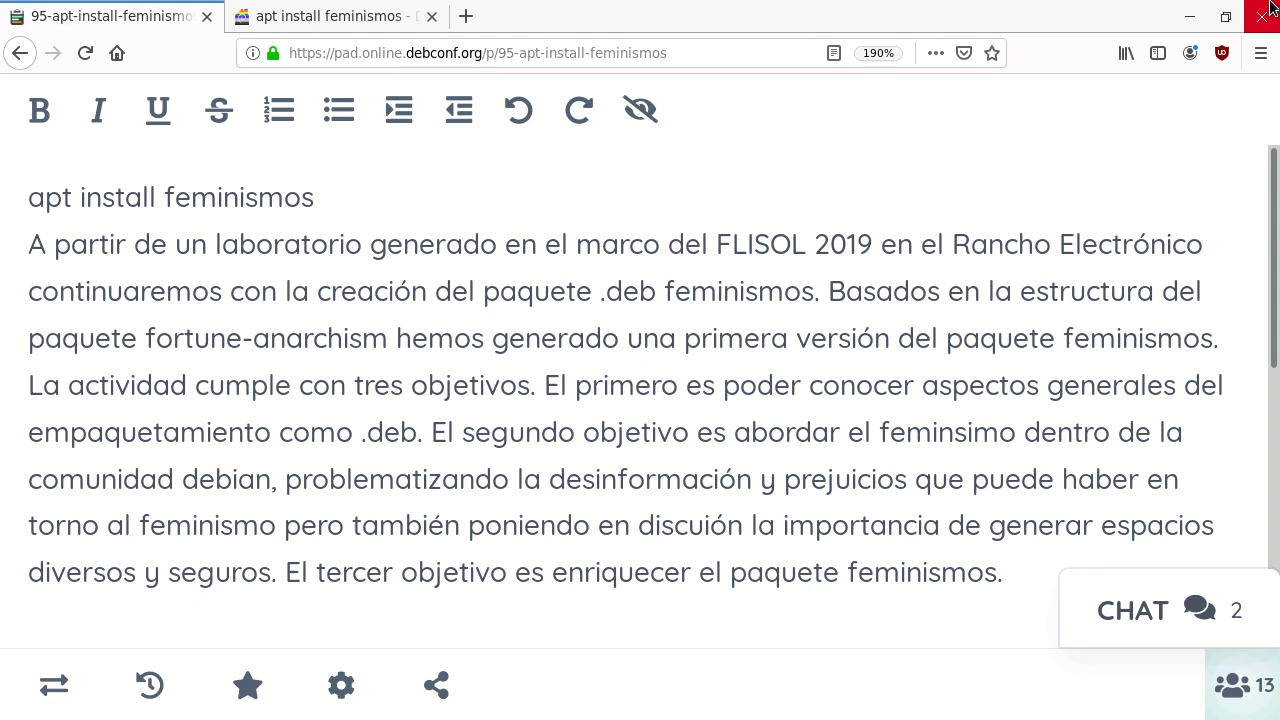 95-apt-install-feminismo
apt install feminismos -
https://pad.online.debconf.org/p/95-apt-install-feminismos
190%
apt install feminismos
A partir de un laboratorio generado en el marco del FLISOL 2019 en el Rancho Electrónico
continuaremos con la creación del paquete .deb feminismos. Basados en la estructura del
paquete fortune-anarchism hemos generado una primera versión del paquete feminismos.
La actividad cumple con tres objetivos. El primero es poder conocer aspectos generales del
empaquetamiento como .deb. El segundo objetivo es abordar el feminsimo dentro de la
comunidad debian, problematizando la desinformación y prejuicios que puede haber en
torno al feminismo pero también poniendo en discuión la importancia de generar espacios
diversos y seguros. El tercer objetivo es enriquecer el paquete feminismos.
CHAT 2
13